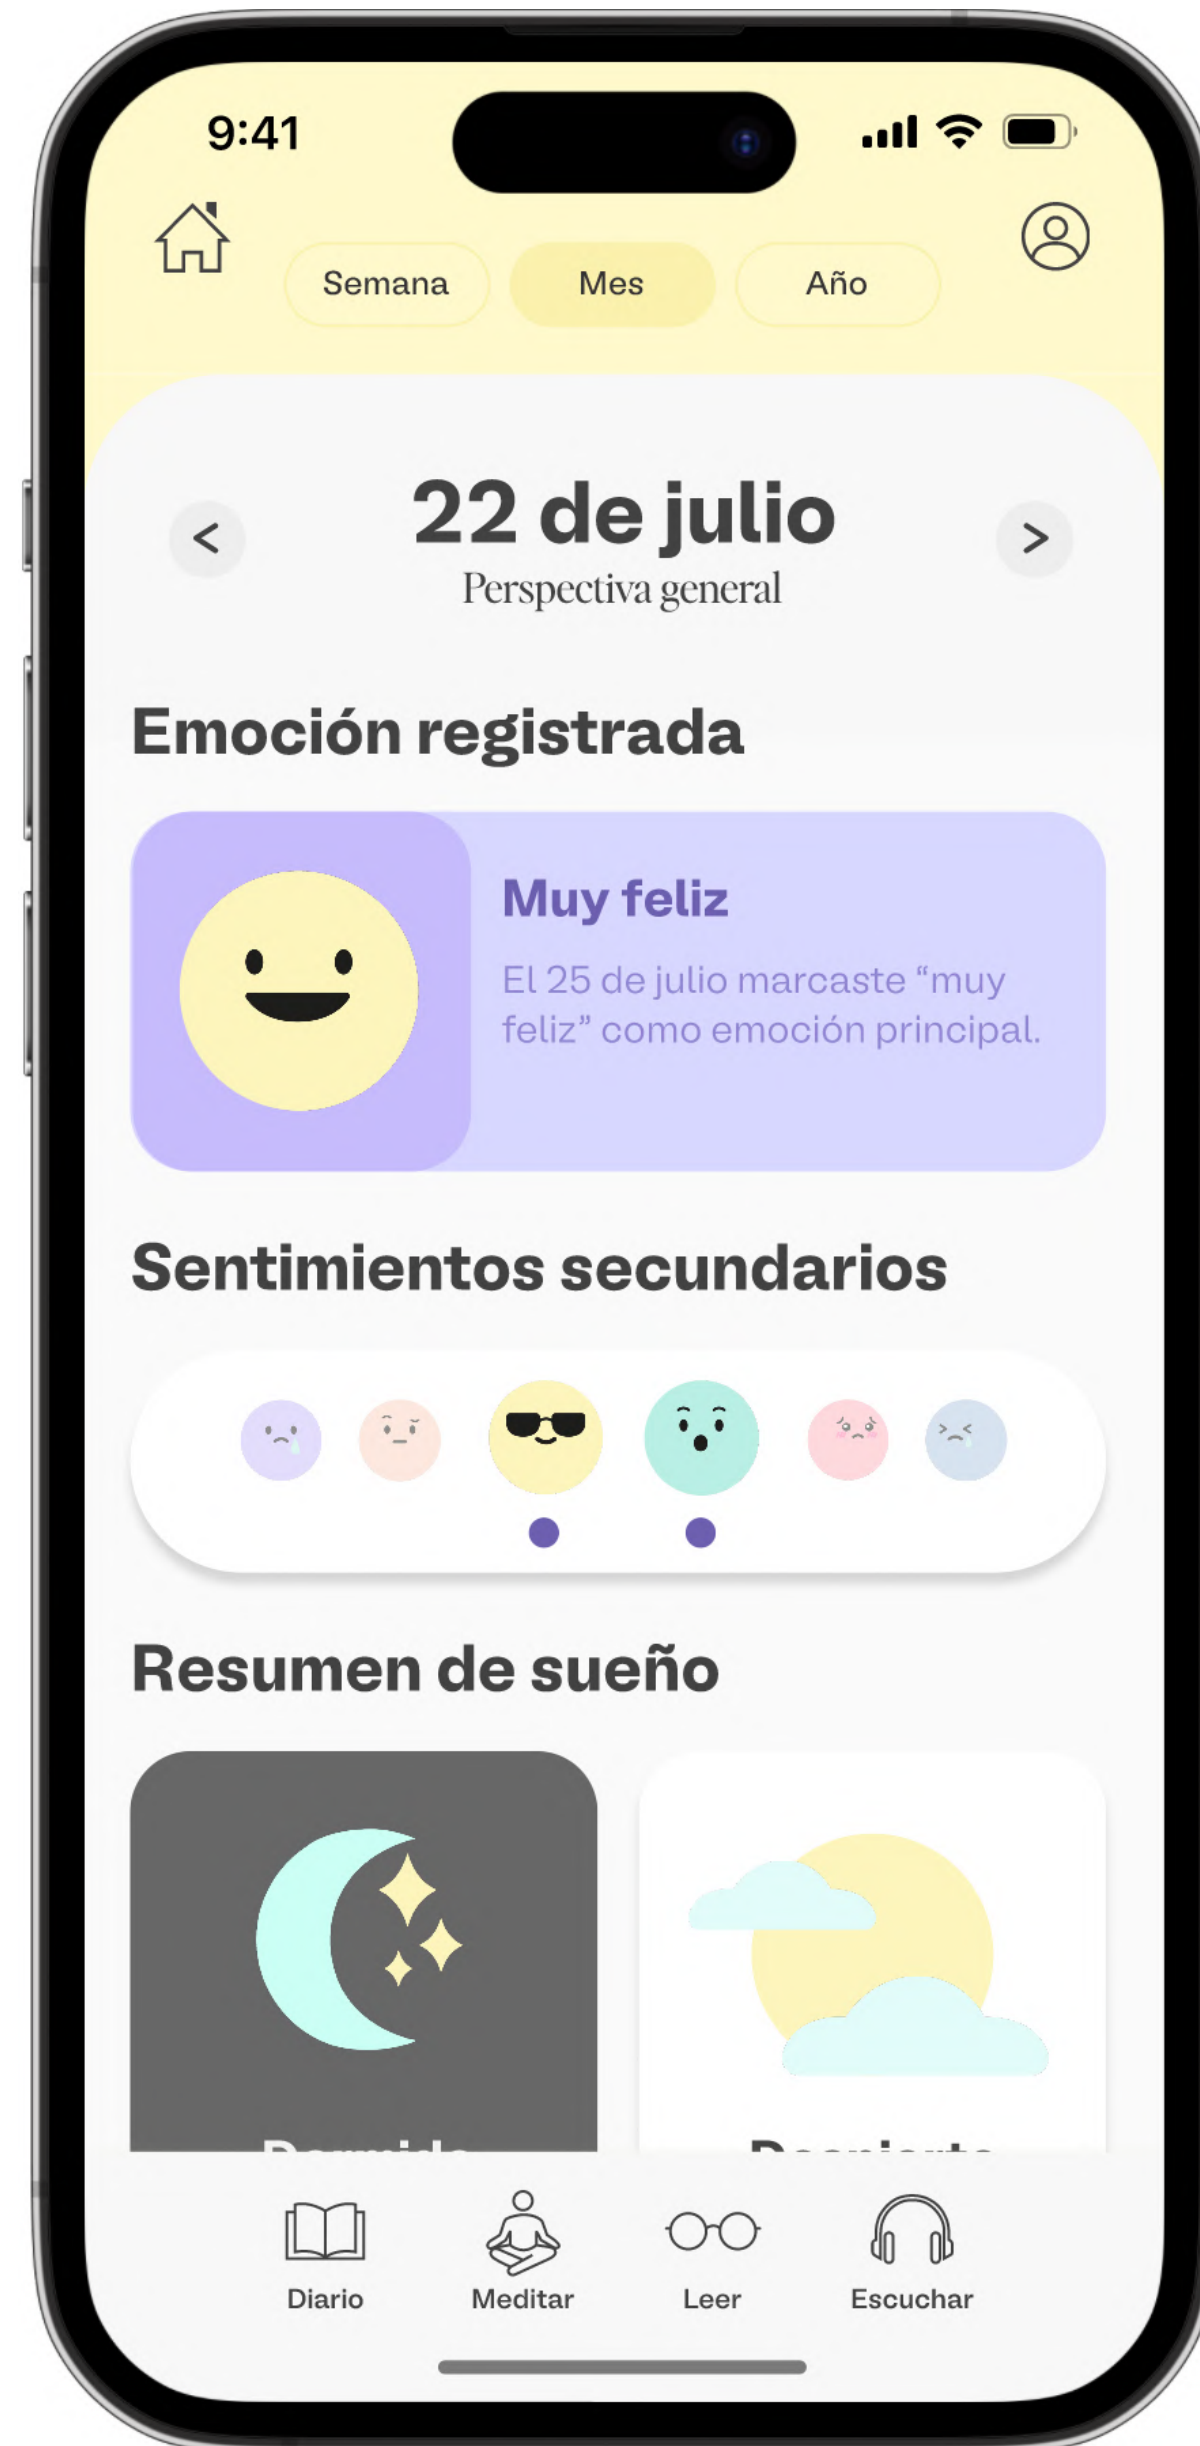 9:41
Semana
Mes
Año
<
22 de julio
>
Perspectiva general
Emoción registrada
Muy feliz
El 25 de julio marcaste “muy
feliz” como emoción principal.
Sentimientos secundarios
Resumen de sueño
Diario
Meditar
Leer
Escuchar